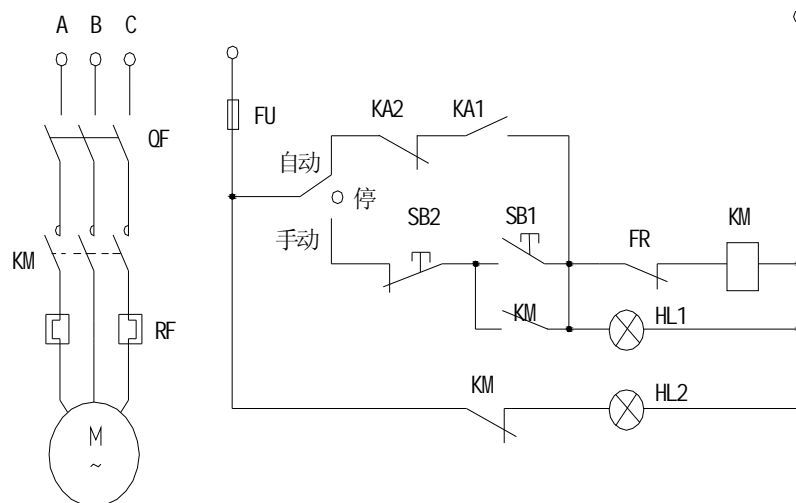 A B C
FU
KA2 KA1
QF
自动
停
手动
SB2 SB1
FR KM
KM
KM HL1
RF
KM HL2
M
~